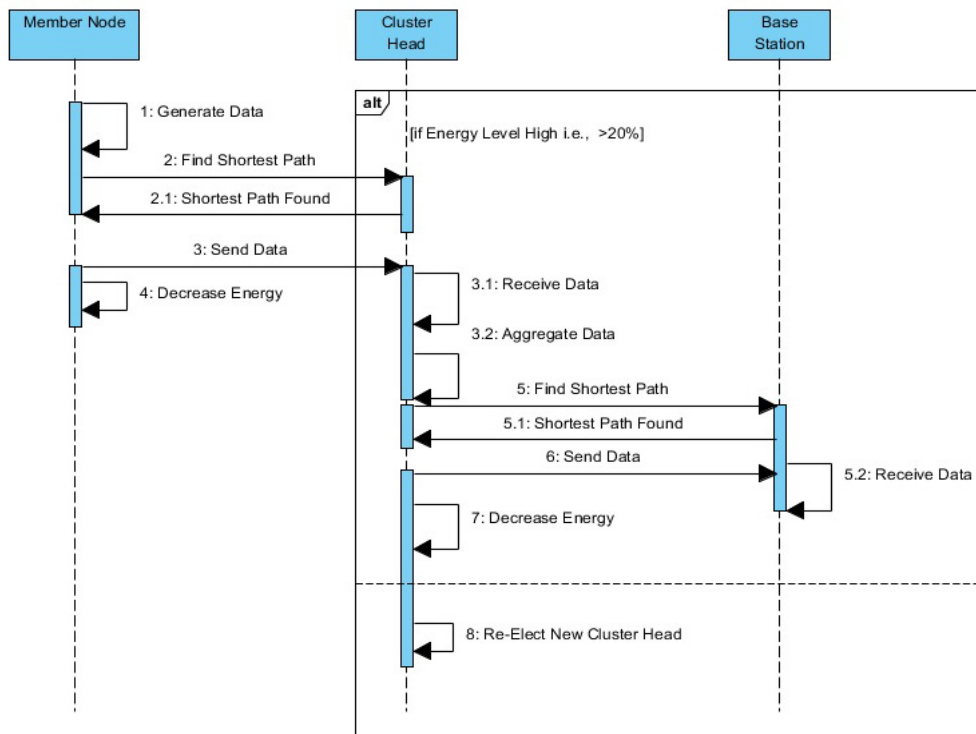 Member Node
Cluster
Head
Base
Station
alt
1: Generate Data
[if Energy Level High i.e., >20%]
2: Find Shortest Path
2.1: Shortest Path Found
3: Send Data
3.1: Receive Data
4: Decrease Energy
3.2: Aggregate Data
5: Find Shortest Path
5.1: Shortest Path Found
6: Send Data
5.2: Receive Data
7: Decrease Energy
8: Re-Elect New Cluster Head